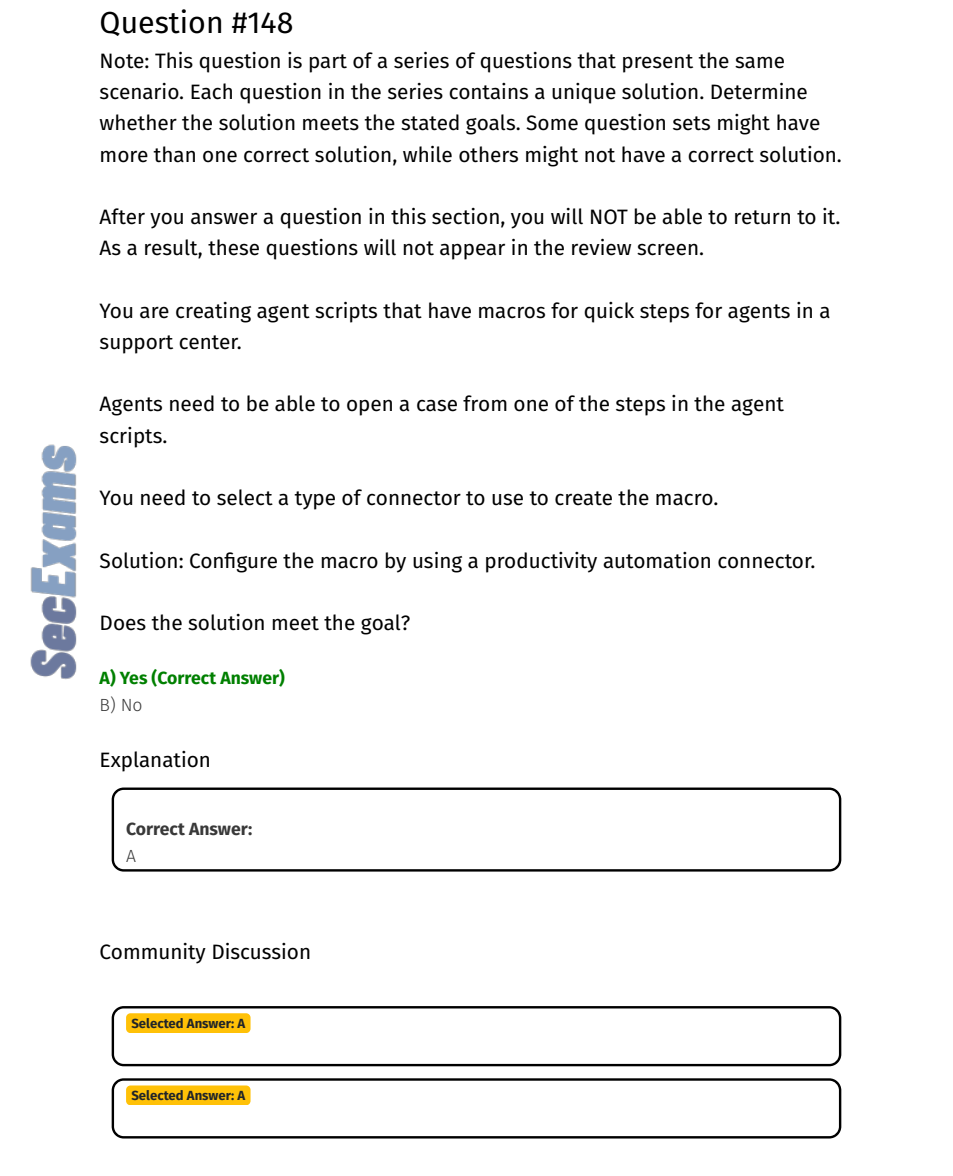 Question #148
Note: This question is part of a series of questions that present the same
scenario. Each question in the series contains a unique solution. Determine
whether the solution meets the stated goals. Some question sets might have
more than one correct solution, while others might not have a correct solution.
After you answer a question in this section, you will NOT be able to return to it.
As a result, these questions will not appear in the review screen.
You are creating agent scripts that have macros for quick steps for agents in a
support center.
Agents need to be able to open a case from one of the steps in the agent
scripts.
You need to select a type of connector to use to create the macro.
Solution: Configure the macro by using a productivity automation connector.
Does the solution meet the goal?
A) Yes (Correct Answer)
B) No
Explanation
Correct Answer:
A
Community Discussion
Selected Answer: A
Selected Answer: A
SecExams